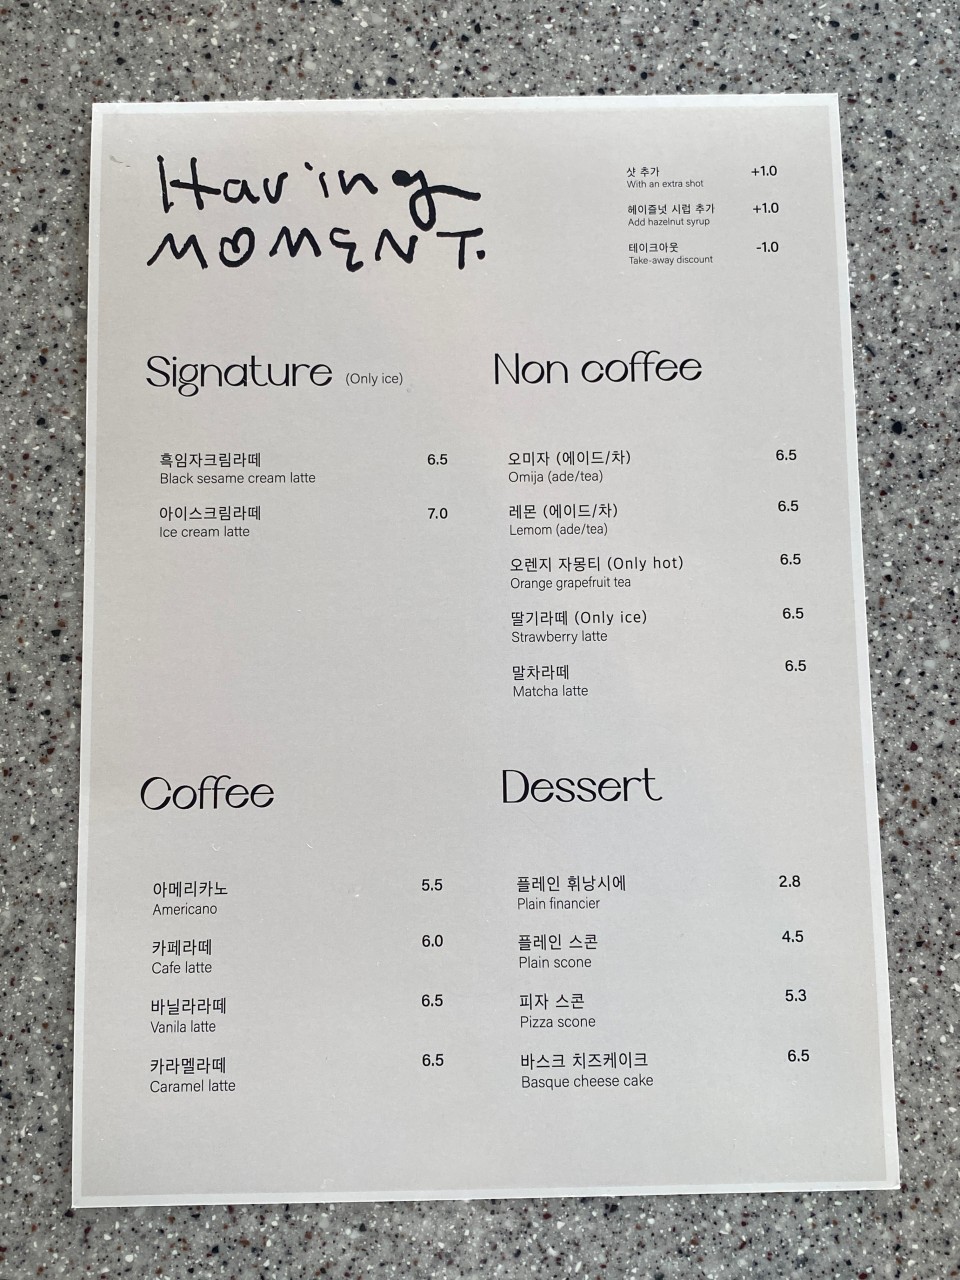 Having
MOMENT.
샷 추가 +1.0
With an extra shot
헤이즐넛 시럽 추가 +1.0
Add hazelnut syrup
테이크아웃 -1.0
Take-away discount
Signature (Only ice)
흑임자크림라떼 6.5
Black sesame cream latte
아이스크림라떼 7.0
Ice cream latte
Non coffee
오미자 (에이드/차) 6.5
Omija (ade/tea)
레몬 (에이드/차) 6.5
Lemom (ade/tea)
오렌지 자몽티 (Only hot) 6.5
Orange grapefruit tea
딸기라떼 (Only ice) 6.5
Strawberry latte
말차라떼 6.5
Matcha latte
Coffee
아메리카노 5.5
Americano
카페라떼 6.0
Cafe latte
바닐라라떼 6.5
Vanila latte
카라멜라떼 6.5
Caramel latte
Dessert
플레인 휘낭시에 2.8
Plain financier
플레인 스콘 4.5
Plain scone
피자 스콘 5.3
Pizza scone
바스크 치즈케이크 6.5
Basque cheese cake